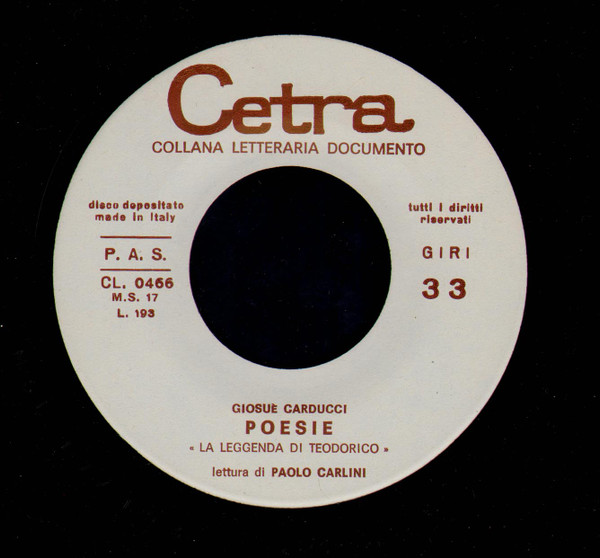 Cetra
COLLANA LETTERARIA DOCUMENTO
disco depositato
made in Italy
P. A. S.
CL. 0466
M.S. 17
L. 193
tutti i diritti
riservati
GIRI
33
GIOSUÈ CARDUCCI
POESIE
« LA LEGGENDA DI TEODORICO »
lettura di PAOLO CARLINI